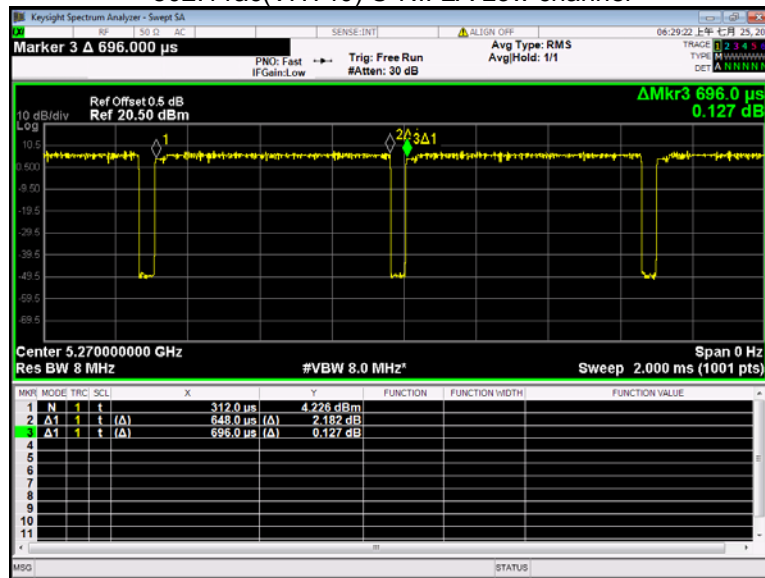 Keysight Spectrum Analyzer - Swept SA
RF 50 Ω AC SENSE:INT ALIGN OFF 06:29:22 上午 七月 25, 20
Marker 3 Δ 696.000 µs
PNO: Fast Trig: Free Run Avg Type: RMS TRACE 1 2 3 4 5 6
IFGain:Low #Atten: 30 dB Avg|Hold: 1/1 TYPE M
DET A N N N N N
ΔMkr3 696.0 µs
0.127 dB
Ref Offset 0.5 dB
10 dB/div Ref 20.50 dBm
Log
1 2Δ 3Δ1
10.5
0.500
-9.50
-19.5
-29.5
-39.5
-49.5
-59.5
-69.5
Center 5.270000000 GHz Span 0 Hz
Res BW 8 MHz #VBW 8.0 MHz* Sweep 2.000 ms (1001 pts)
MKR MODE TRC SCL X Y FUNCTION FUNCTION WIDTH FUNCTION VALUE
1 N 1 t 312.0 µs 4.226 dBm
2 Δ1 1 t (Δ) 648.0 µs (Δ) 2.182 dB
3 Δ1 1 t (Δ) 696.0 µs (Δ) 0.127 dB
4
5
6
7
8
9
10
11
MSG STATUS